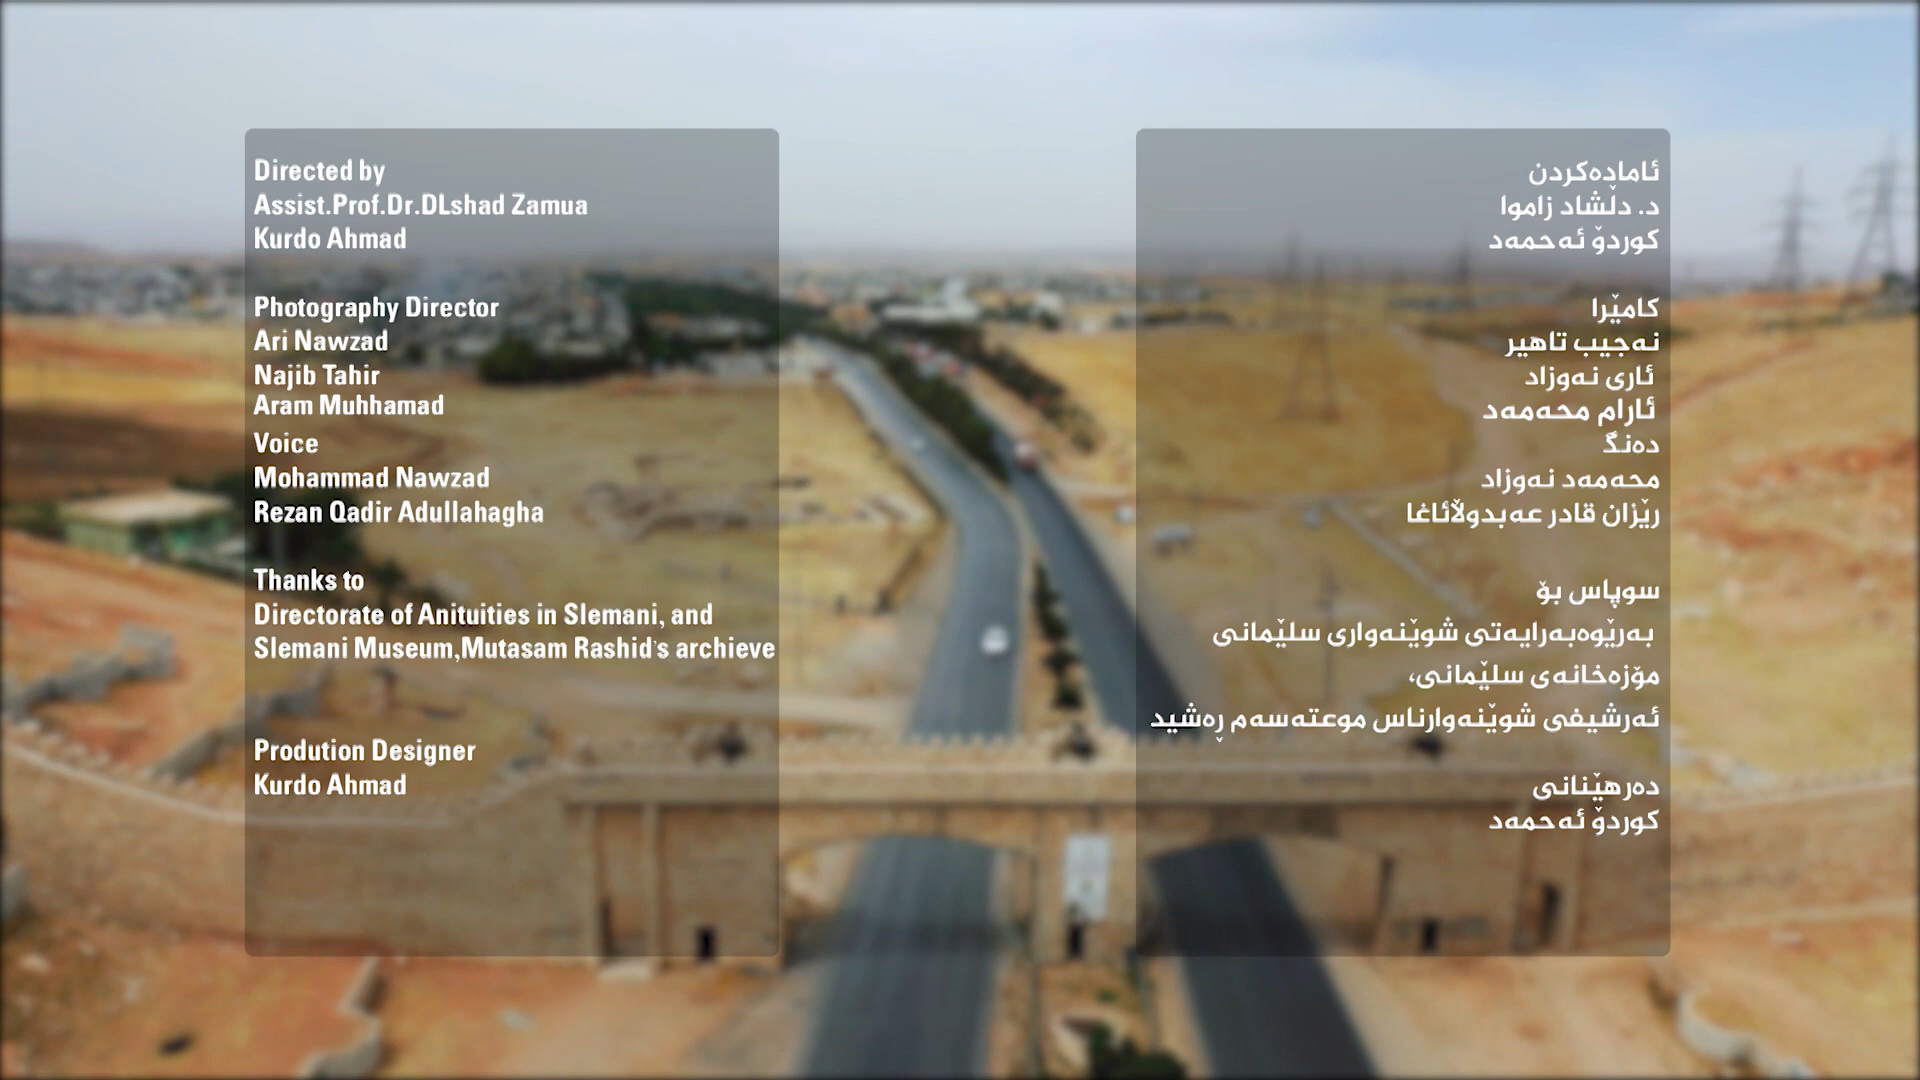 Directed by
Assist.Prof.Dr.DLshad Zamua
Kurdo Ahmad
Photography Director
Ari Nawzad
Najib Tahir
Aram Muhhamad
Voice
Mohammad Nawzad
Rezan Qadir Adullahagha
Thanks to
Directorate of Anituities in Slemani, and
Slemani Museum,Mutasam Rashid's archieve
Prodution Designer
Kurdo Ahmad
ئامادەکردن
د. دڵشاد زاموا
کوردۆ ئەحمەد
کامێرا
نەجیب تاهیر
ئاری نەوزاد
ئارام محەمەد
دەنگ
محەمەد نەوزاد
رێزان قادر عەبدوڵائاغا
سوپاس بۆ
بەرێوەبەرایەتی شوێنەواری سلێمانی
مۆزەخانەی سلێمانی،
ئەرشیفی شوێنەوارناس موعتەسەم ڕەشید
دەرهێنانی
کوردۆ ئەحمەد